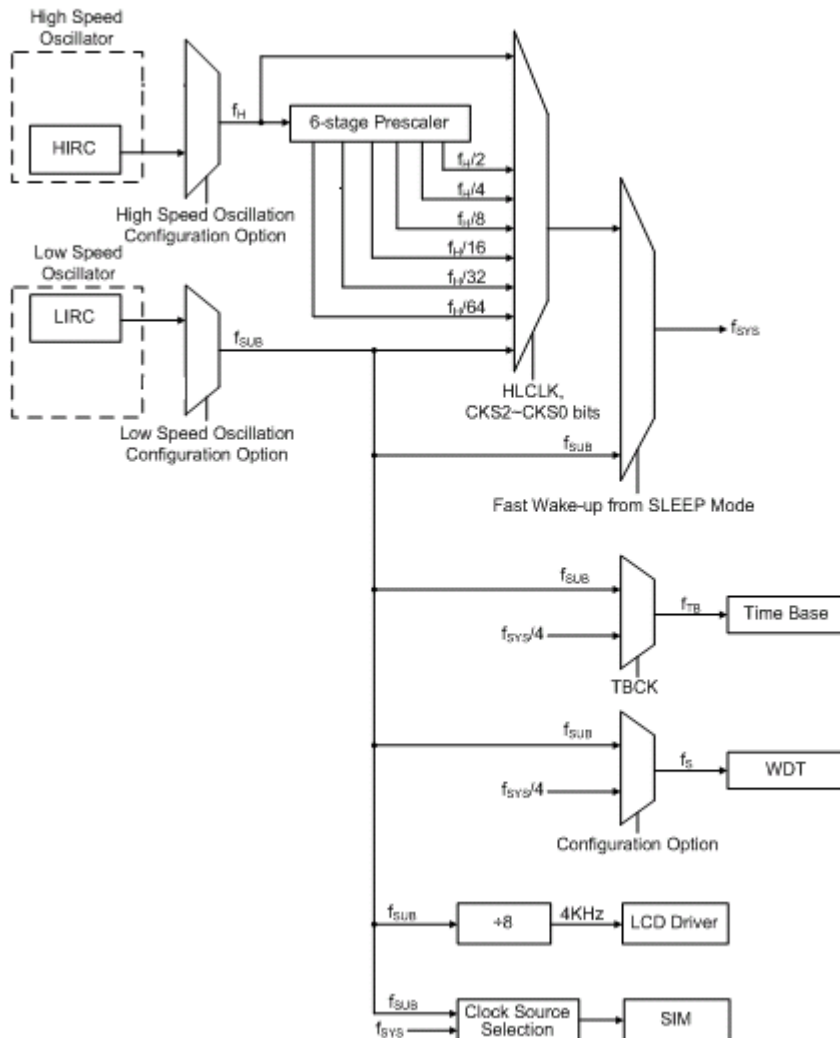 High Speed
Oscillator
HIRC
fH
6-stage Prescaler
fH/2
fH/4
fH/8
fH/16
fH/32
fH/64
High Speed Oscillation
Configuration Option
Low Speed
Oscillator
LIRC
fSUB
Low Speed Oscillation
Configuration Option
HLCLK,
CKS2~CKS0 bits
fSYS
fSUB
Fast Wake-up from SLEEP Mode
fSUB
fSYS/4
TBCK
fTB
Time Base
fSUB
fSYS/4
Configuration Option
fS
WDT
fSUB
÷8
4KHz
LCD Driver
fSUB
fSYS
Clock Source
Selection
SIM